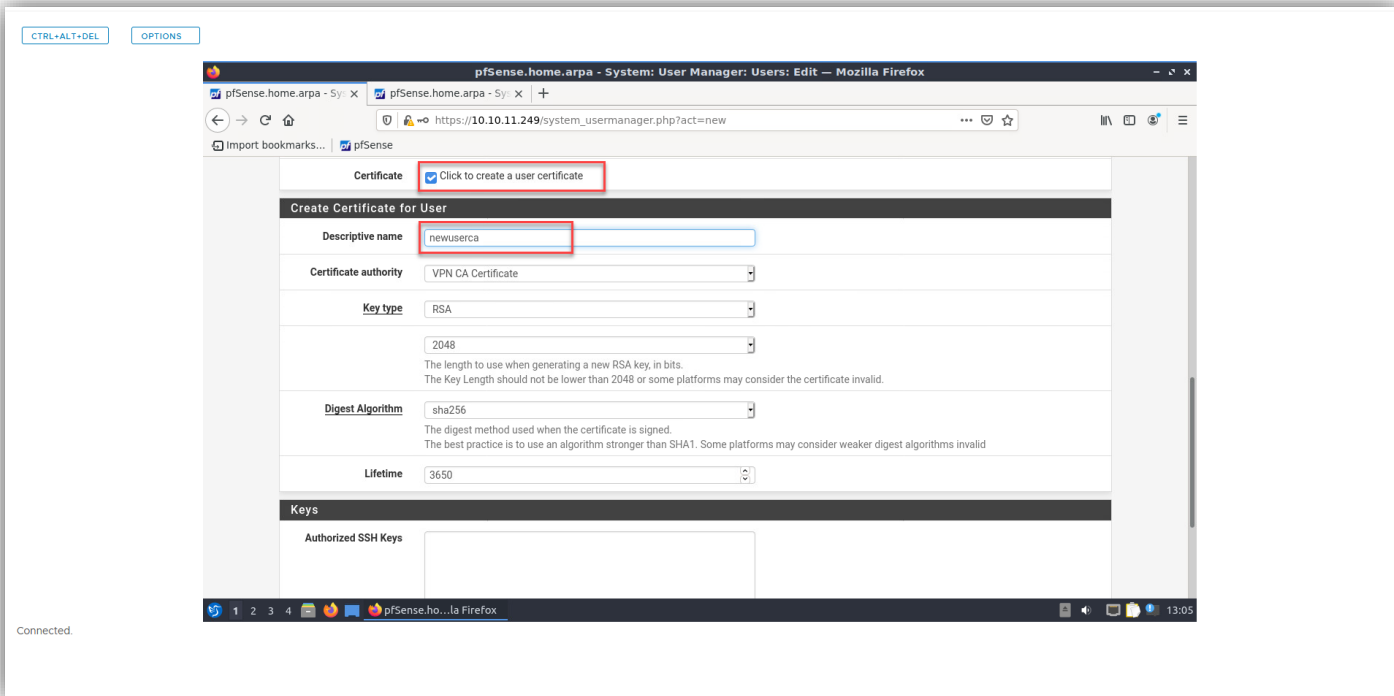 CTRL+ALT+DEL OPTIONS
pfSense.home.arpa - System: User Manager: Users: Edit — Mozilla Firefox
pfSense.home.arpa - Sy pfSense.home.arpa - Sy
https://10.10.11.249/system_usermanager.php?act=new
Import bookmarks... pfSense
Certificate Click to create a user certificate
Create Certificate for User
Descriptive name newuserca
Certificate authority VPN CA Certificate
Key type RSA
2048
The length to use when generating a new RSA key, in bits.
The Key Length should not be lower than 2048 or some platforms may consider the certificate invalid.
Digest Algorithm sha256
The digest method used when the certificate is signed.
The best practice is to use an algorithm stronger than SHA1. Some platforms may consider weaker digest algorithms invalid
Lifetime 3650
Keys
Authorized SSH Keys
1 2 3 4 pfSense.ho...la Firefox 13:05
Connected.